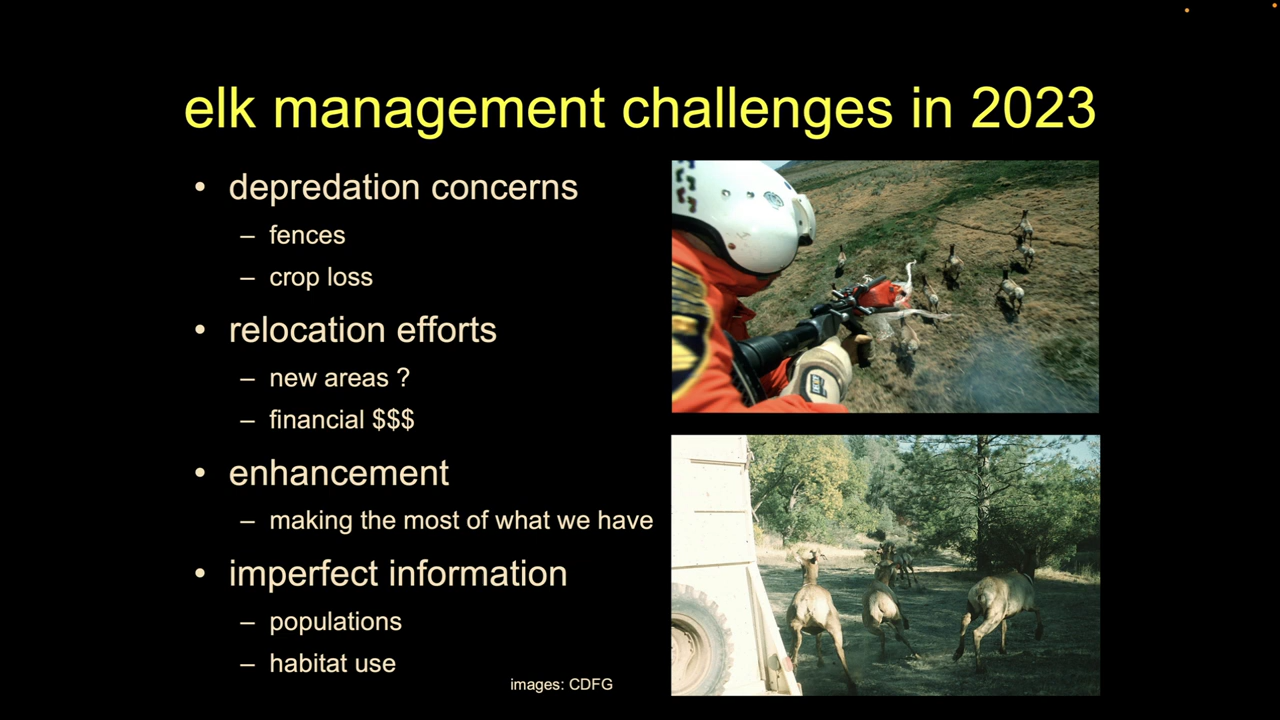 elk management challenges in 2023
• depredation concerns
– fences
– crop loss
• relocation efforts
– new areas ?
– financial $$$
• enhancement
– making the most of what we have
• imperfect information
– populations
– habitat use
images: CDFG